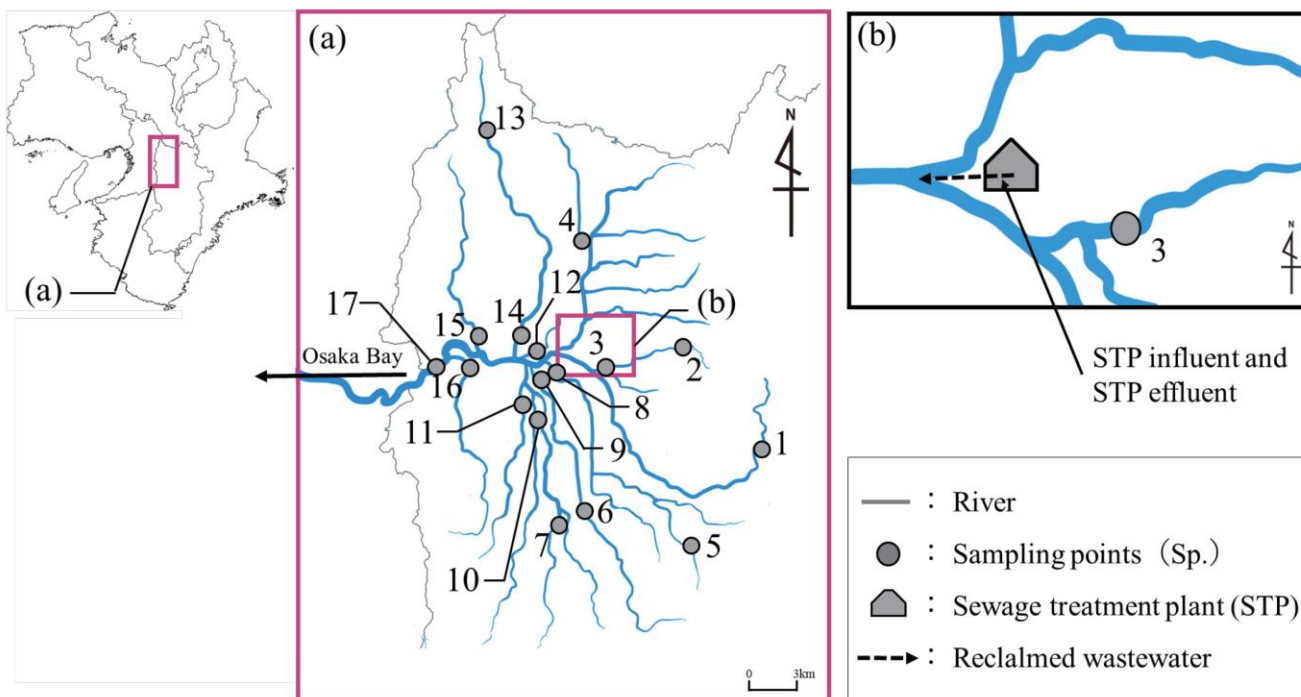 (a)
(a)
N
13
4
12
14
(b)
17
15
3
2
Osaka Bay
16
8
11
9
1
6
7
5
10
0 3km
(b)
3
N
STP influent and
STP effluent
: River
: Sampling points (Sp.)
: Sewage treatment plant (STP)
: Reclalmed wastewater